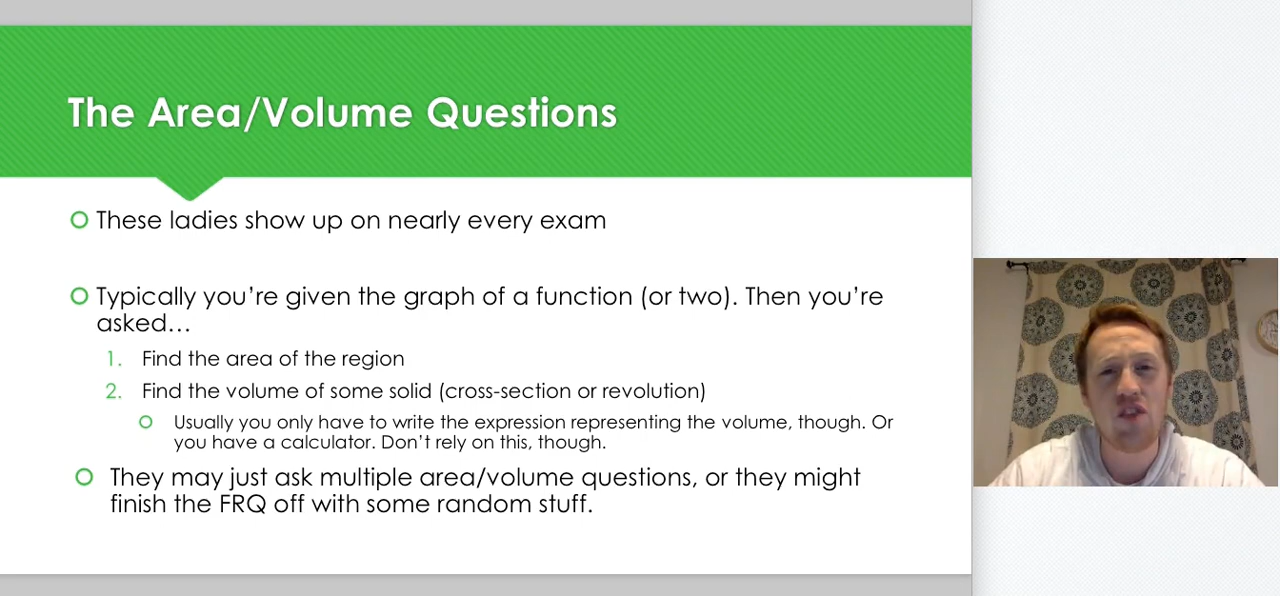 The Area/Volume Questions
These ladies show up on nearly every exam
Typically you’re given the graph of a function (or two). Then you’re
asked…
1. Find the area of the region
2. Find the volume of some solid (cross-section or revolution)
Usually you only have to write the expression representing the volume, though. Or
you have a calculator. Don’t rely on this, though.
They may just ask multiple area/volume questions, or they might
finish the FRQ off with some random stuff.